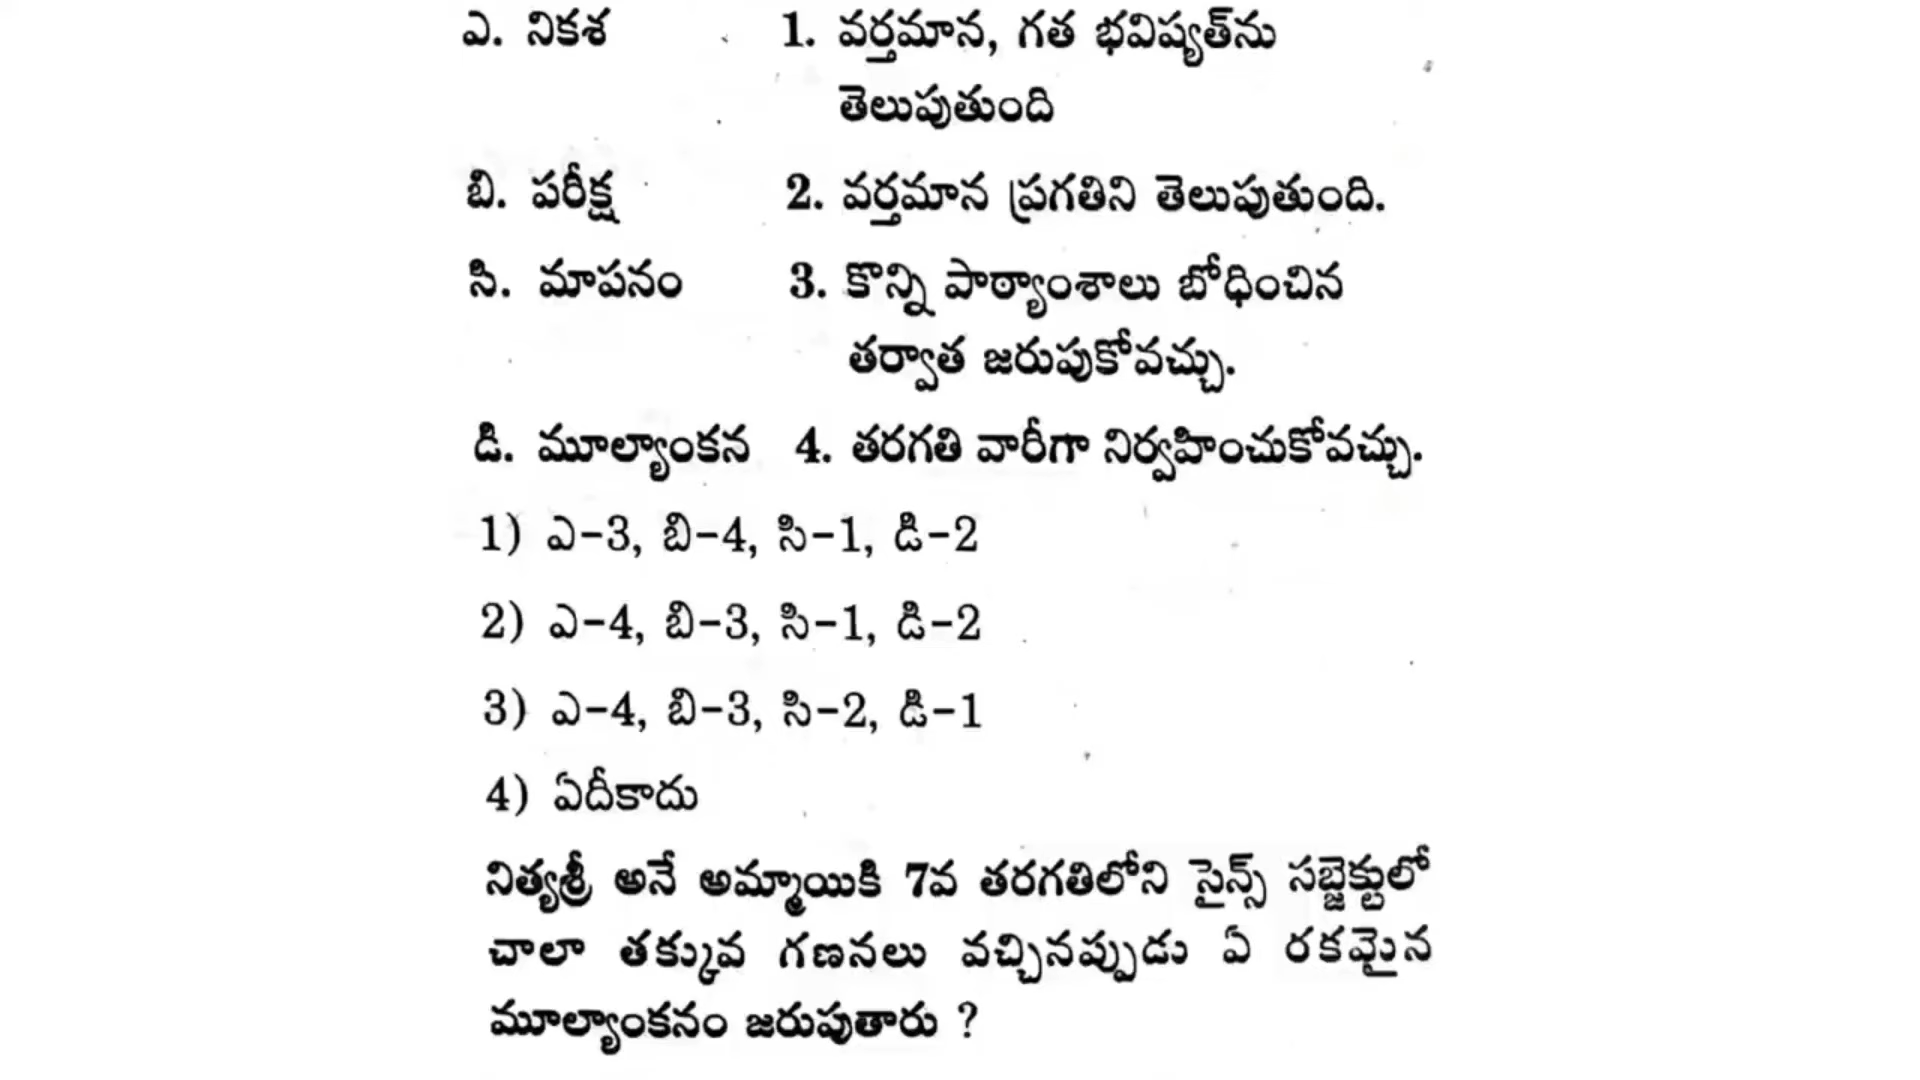 ఎ. నికశ 1. వర్తమాన, గత భవిష్యత్‌ను
తెలుపుతుంది
బి. పరీక్ష 2. వర్తమాన ప్రగతిని తెలుపుతుంది.
సి. మాపనం 3. కొన్ని పాఠ్యాంశాలు బోధించిన
తర్వాత జరుపుకోవచ్చు.
డి. మూల్యాంకన 4. తరగతి వారీగా నిర్వహించుకోవచ్చు.
1) ఎ-3, బి-4, సి-1, డి-2
2) ఎ-4, బి-3, సి-1, డి-2
3) ఎ-4, బి-3, సి-2, డి-1
4) ఏదీకాదు
నిత్యశ్రీ అనే అమ్మాయికి 7వ తరగతిలోని సైన్స్ సబ్జెక్టులో
చాలా తక్కువ గణనలు వచ్చినప్పుడు ఏ రకమైన
మూల్యాంకనం జరుపుతారు ?